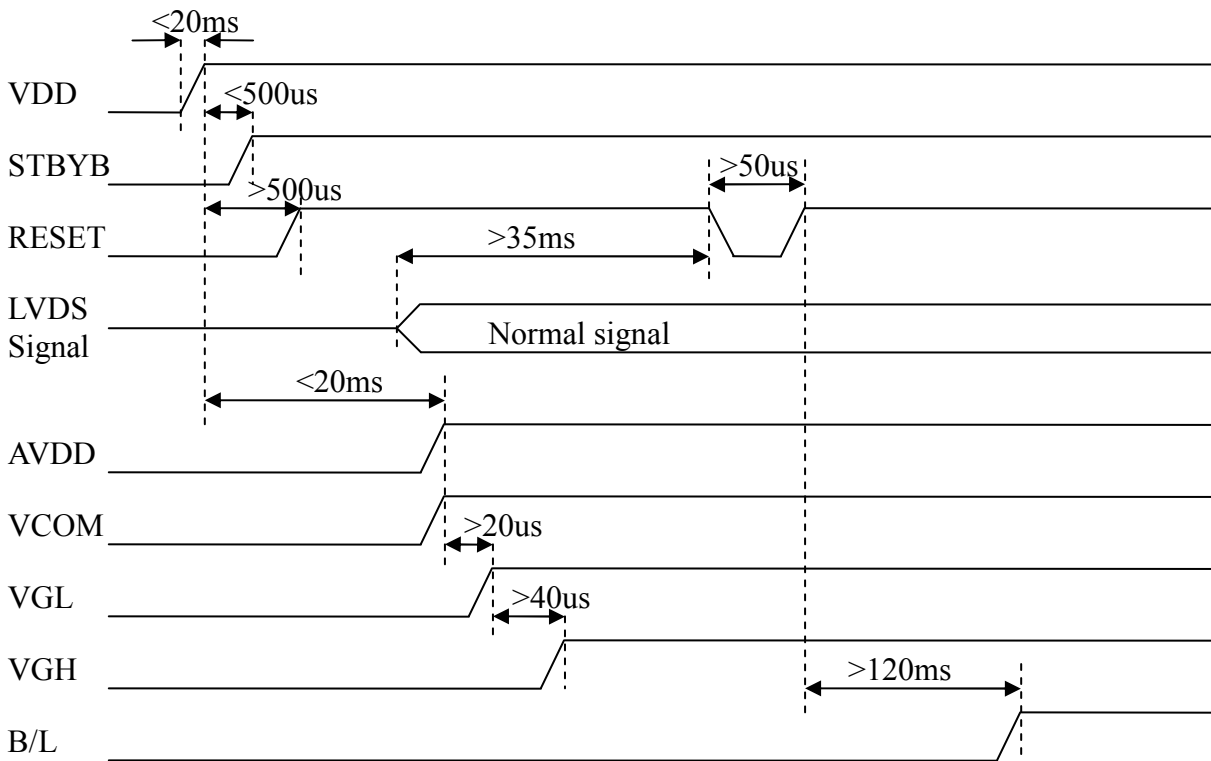 <20ms
VDD
<500us
STBYB
>50us
>500us
RESET
>35ms
LVDS
Signal
Normal signal
<20ms
AVDD
VCOM
>20us
VGL
>40us
VGH
>120ms
B/L